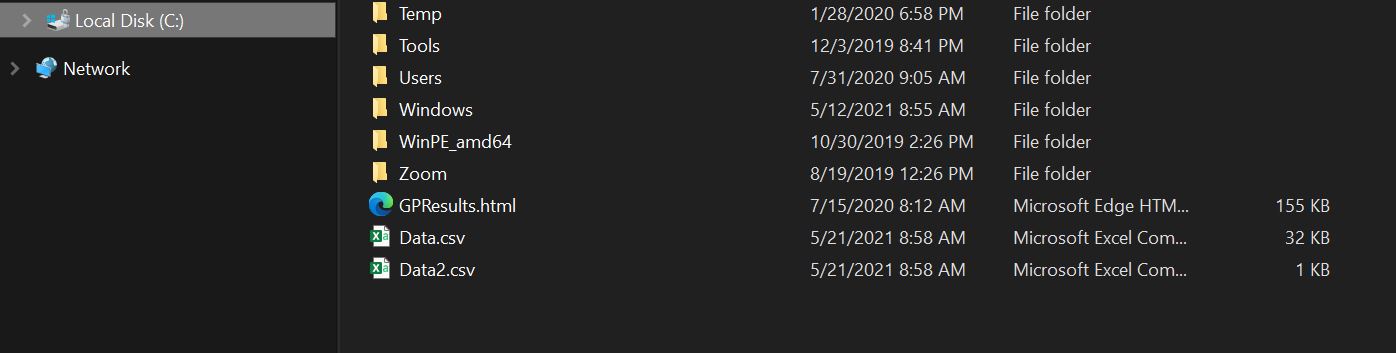 Local Disk (C:)
Network
Temp 1/28/2020 6:58 PM File folder
Tools 12/3/2019 8:41 PM File folder
Users 7/31/2020 9:05 AM File folder
Windows 5/12/2021 8:55 AM File folder
WinPE_amd64 10/30/2019 2:26 PM File folder
Zoom 8/19/2019 12:26 PM File folder
GPResults.html 7/15/2020 8:12 AM Microsoft Edge HTM... 155 KB
Data.csv 5/21/2021 8:58 AM Microsoft Excel Com... 32 KB
Data2.csv 5/21/2021 8:58 AM Microsoft Excel Com... 1 KB